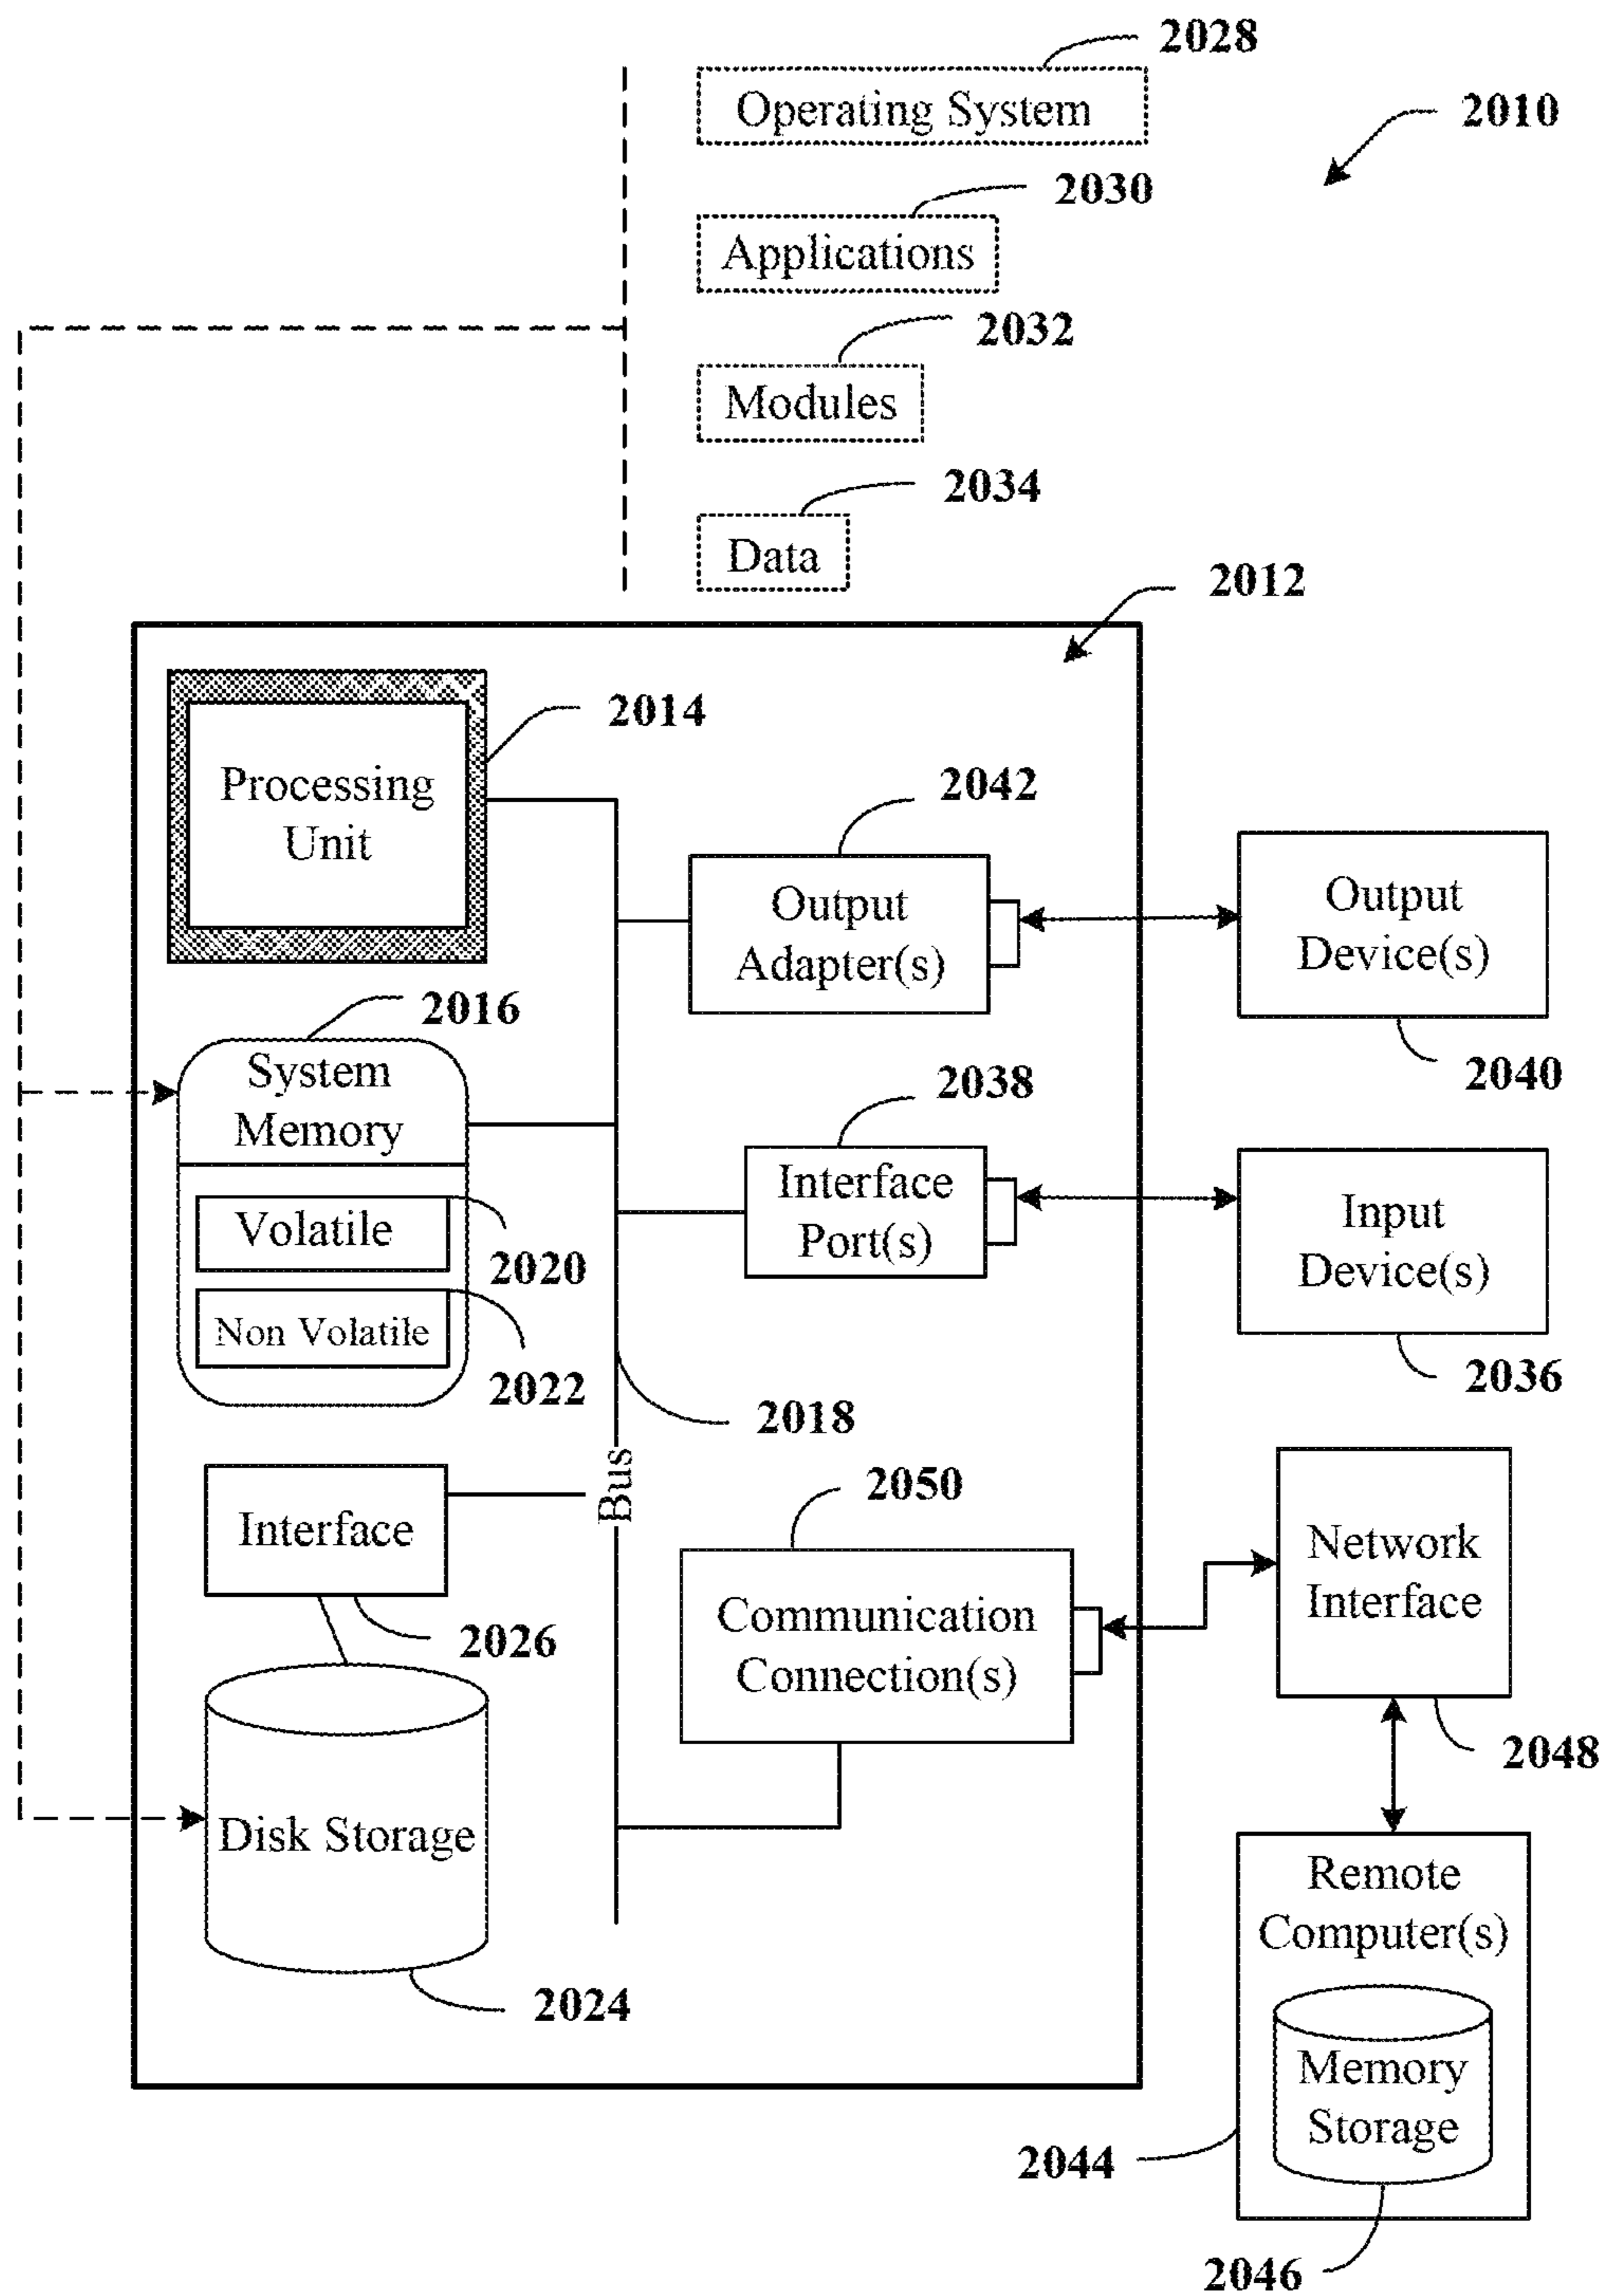 2028
Operating System
2010
2030
Applications
2032
Modules
2034
Data
2012
2014
Processing
Unit
2042
Output
Adapter(s)
Output
Device(s)
2040
2016
System
Memory
2038
Interface
Port(s)
Input
Device(s)
2036
Volatile
2020
Non Volatile
2022
2018
Bus
Interface
2026
2050
Communication
Connection(s)
Network
Interface
2048
Disk Storage
2024
Remote
Computer(s)
Memory
Storage
2044
2046